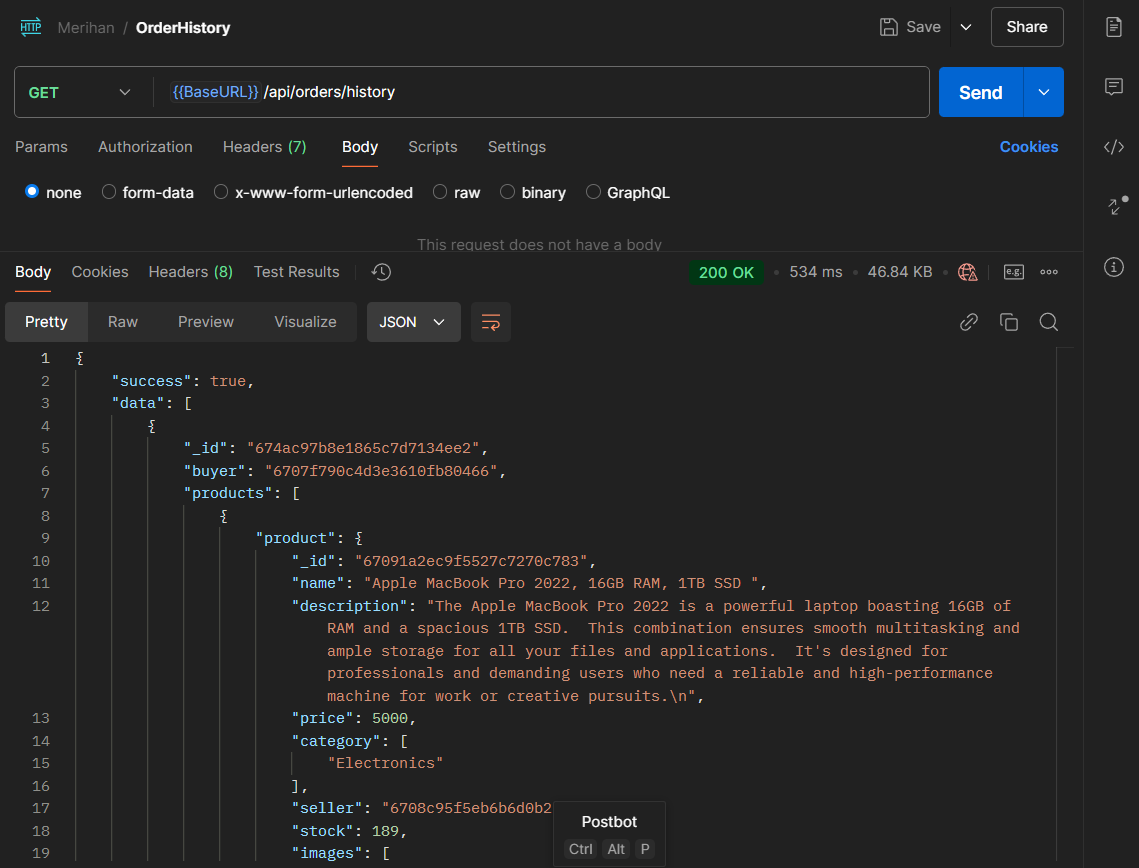 HTTP Merihan / OrderHistory Save Share
GET {{BaseURL}} /api/orders/history Send
Params Authorization Headers (7) Body Scripts Settings Cookies
none form-data x-www-form-urlencoded raw binary GraphQL
This request does not have a body
Body Cookies Headers (8) Test Results 200 OK • 534 ms • 46.84 KB • e.g.
Pretty Raw Preview Visualize JSON
1 {
2 "success": true,
3 "data": [
4 {
5 "_id": "674ac97b8e1865c7d7134ee2",
6 "buyer": "6707f790c4d3e3610fb80466",
7 "products": [
8 {
9 "product": {
10 "_id": "67091a2ec9f5527c7270c783",
11 "name": "Apple MacBook Pro 2022, 16GB RAM, 1TB SSD ",
12 "description": "The Apple MacBook Pro 2022 is a powerful laptop boasting 16GB of
RAM and a spacious 1TB SSD.  This combination ensures smooth multitasking and
ample storage for all your files and applications.  It's designed for
professionals and demanding users who need a reliable and high-performance
machine for work or creative pursuits.\n",
13 "price": 5000,
14 "category": [
15 "Electronics"
16 ],
17 "seller": "6708c95f5eb6b6d0b2
18 "stock": 189,
19 "images": [
Postbot
Ctrl Alt P